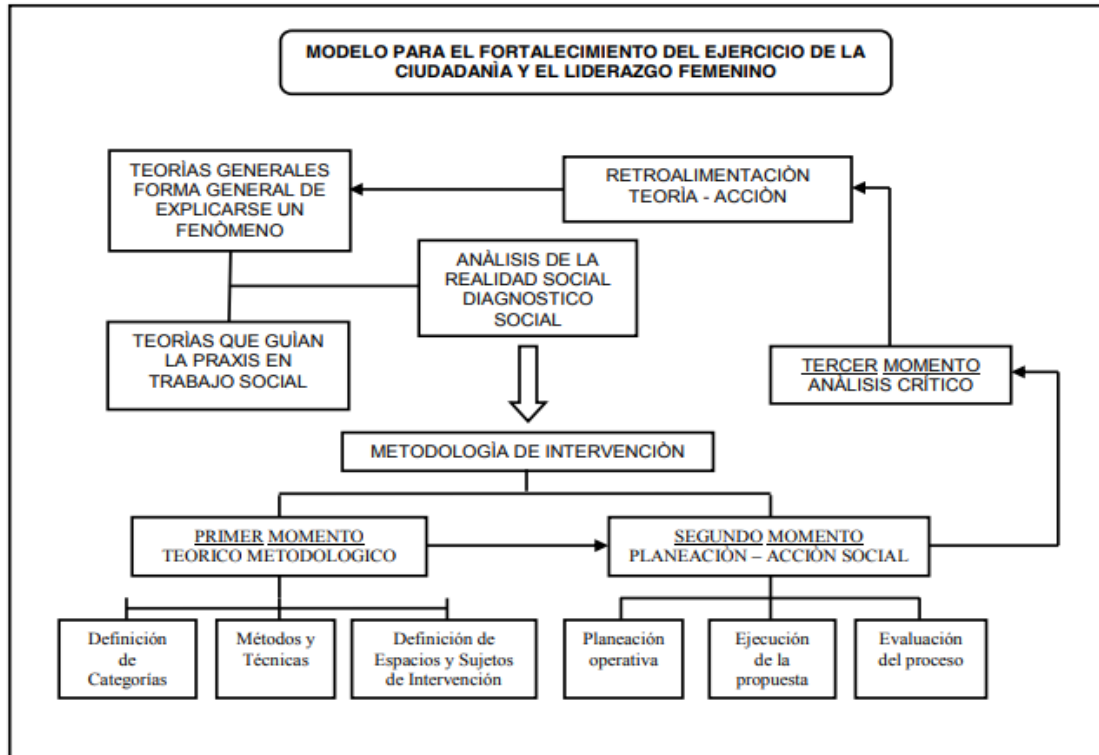 MODELO PARA EL FORTALECIMIENTO DEL EJERCICIO DE LA
CIUDADANÌA Y EL LIDERAZGO FEMENINO
TEORÌAS GENERALES
FORMA GENERAL DE
EXPLICARSE UN
FENÒMENO
RETROALIMENTACIÒN
TEORÌA - ACCIÒN
ANÀLISIS DE LA
REALIDAD SOCIAL
DIAGNOSTICO
SOCIAL
TEORÌAS QUE GUÌAN
LA PRAXIS EN
TRABAJO SOCIAL
TERCER MOMENTO
ANÀLISIS CRÌTICO
METODOLOGÌA DE INTERVENCIÒN
PRIMER MOMENTO
TEORICO METODOLOGICO
SEGUNDO MOMENTO
PLANEACIÒN – ACCIÒN SOCIAL
Definición
de
Categorías
Métodos y
Técnicas
Definición de
Espacios y Sujetos
de Intervención
Planeación
operativa
Ejecución
de la
propuesta
Evaluación
del proceso